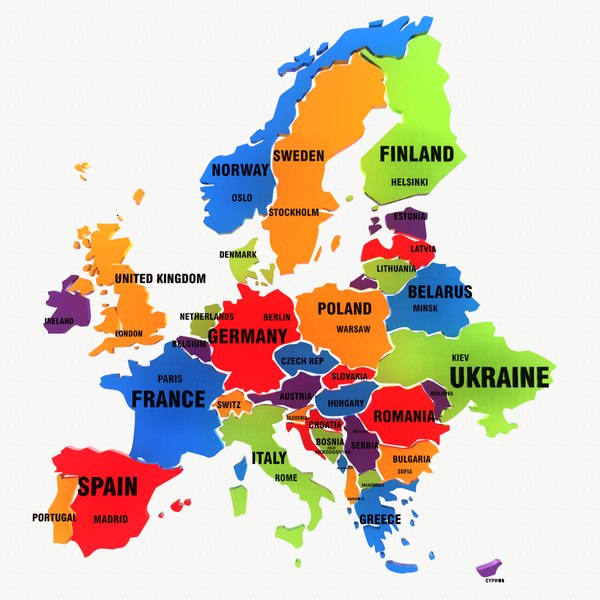 NORWAY
OSLO
SWEDEN
STOCKHOLM
FINLAND
HELSINKI
ESTONIA
LATVIA
LITHUANIA
DENMARK
UNITED KINGDOM
LONDON
IRELAND
NETHERLANDS
BELGIUM
BERLIN
GERMANY
POLAND
WARSAW
BELARUS
MINSK
KIEV
UKRAINE
MOLDOVA
CZECH REP.
SLOVAKIA
PARIS
FRANCE
SWITZ
AUSTRIA
HUNGARY
ROMANIA
SLOVENIA
CROATIA
BOSNIA
AND
HERZEGOVINA
SERBIA
BULGARIA
SOFIA
ITALY
ROME
MACEDONIA
ALBANIA
GREECE
SPAIN
MADRID
PORTUGAL
CYPRUS